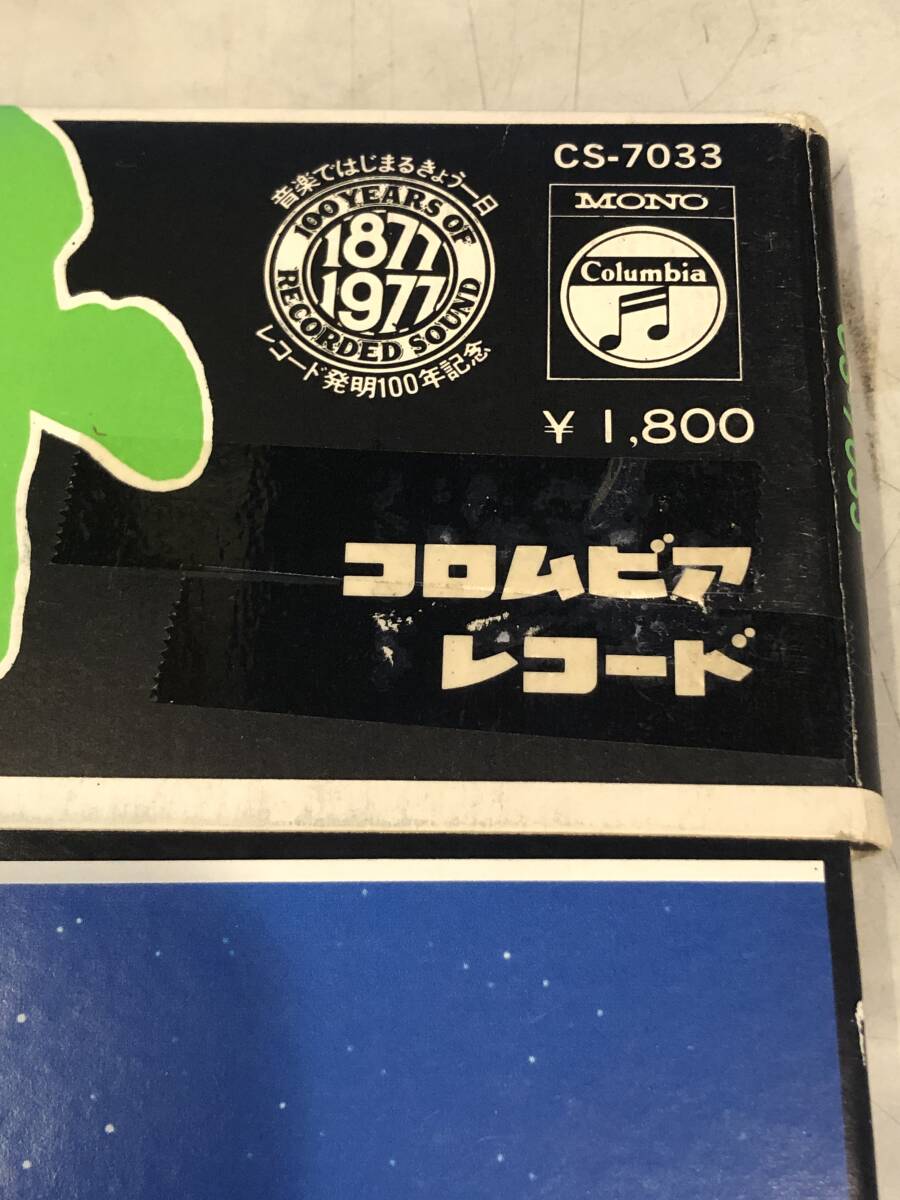 CS-7033
音楽ではじまるきょう一日
100 YEARS OF
1877
1977
RECORDED SOUND
レコード発明100年記念
MONO
Columbia
¥1,800
コロムビア
レコード